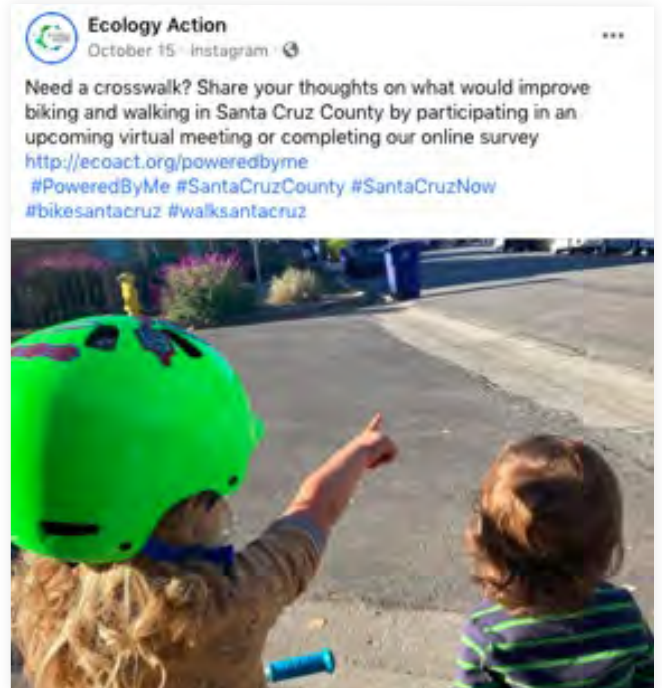 Ecology Action
October 15 · Instagram ·
Need a crosswalk? Share your thoughts on what would improve
biking and walking in Santa Cruz County by participating in an
upcoming virtual meeting or completing our online survey
http://ecoact.org/poweredbyme
#PoweredByMe #SantaCruzCounty #SantaCruzNow
#bikesantacruz #walksantacruz